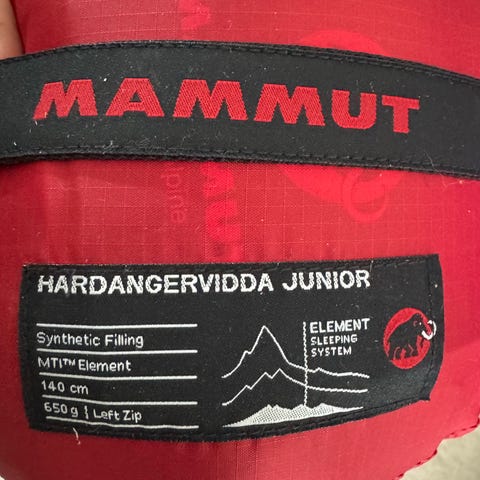 MAMMUT
HARDANGERVIDDA JUNIOR
Synthetic Filling
MTI™ Element
140 cm
650 g | Left Zip
ELEMENT
SLEEPING
SYSTEM